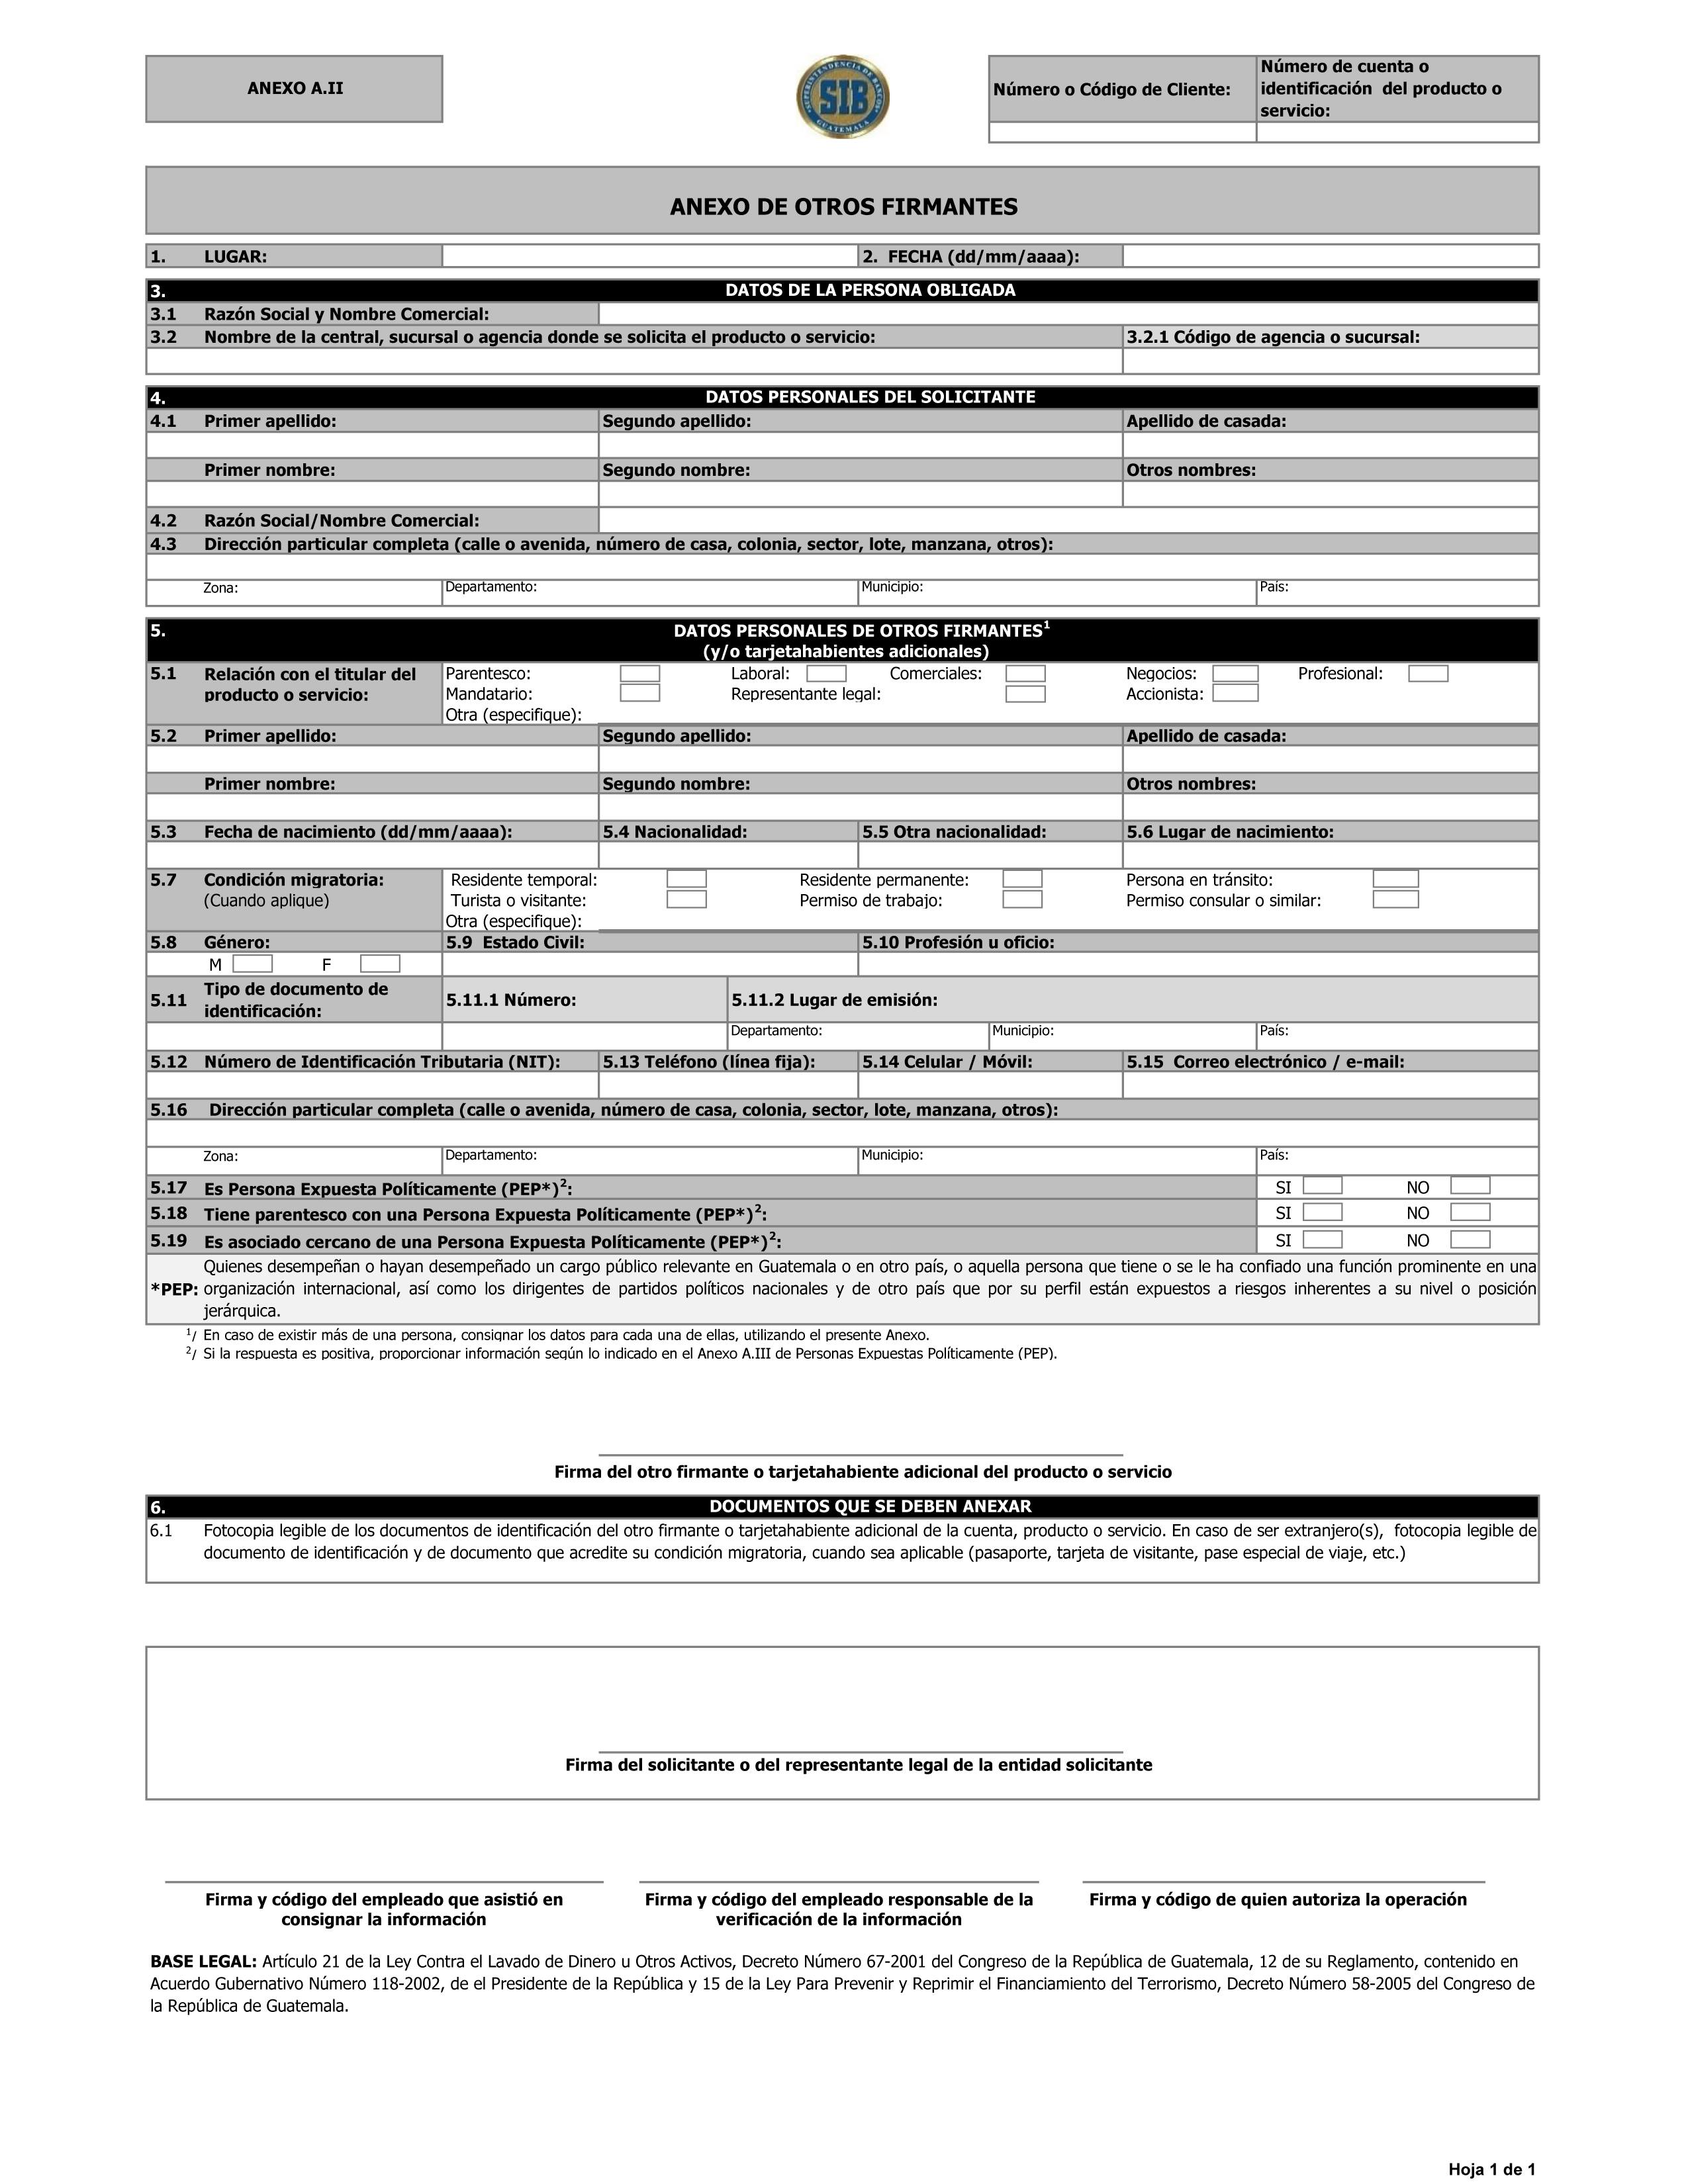 ANEXO A.II
SUPERINTENDENCIA DE BANCOS
SIB
GUATEMALA
Número o Código de Cliente:
Número de cuenta o
identificación  del producto o
servicio:
ANEXO DE OTROS FIRMANTES
1. LUGAR: 2. FECHA (dd/mm/aaaa):
3. DATOS DE LA PERSONA OBLIGADA
3.1 Razón Social y Nombre Comercial:
3.2 Nombre de la central, sucursal o agencia donde se solicita el producto o servicio: 3.2.1 Código de agencia o sucursal:
4. DATOS PERSONALES DEL SOLICITANTE
4.1 Primer apellido: Segundo apellido: Apellido de casada:
Primer nombre: Segundo nombre: Otros nombres:
4.2 Razón Social/Nombre Comercial:
4.3 Dirección particular completa (calle o avenida, número de casa, colonia, sector, lote, manzana, otros):
Zona: Departamento: Municipio: País:
5. DATOS PERSONALES DE OTROS FIRMANTES1
(y/o tarjetahabientes adicionales)
5.1 Relación con el titular del
producto o servicio:
Parentesco: Laboral: Comerciales: Negocios: Profesional:
Mandatario: Representante legal: Accionista:
Otra (especifique):
5.2 Primer apellido: Segundo apellido: Apellido de casada:
Primer nombre: Segundo nombre: Otros nombres:
5.3 Fecha de nacimiento (dd/mm/aaaa): 5.4 Nacionalidad: 5.5 Otra nacionalidad: 5.6 Lugar de nacimiento:
5.7 Condición migratoria:
(Cuando aplique)
Residente temporal: Residente permanente: Persona en tránsito:
Turista o visitante: Permiso de trabajo: Permiso consular o similar:
Otra (especifique):
5.8 Género: 5.9 Estado Civil: 5.10 Profesión u oficio:
M F
5.11 Tipo de documento de
identificación:
5.11.1 Número: 5.11.2 Lugar de emisión:
Departamento: Municipio: País:
5.12 Número de Identificación Tributaria (NIT): 5.13 Teléfono (línea fija): 5.14 Celular / Móvil: 5.15 Correo electrónico / e-mail:
5.16 Dirección particular completa (calle o avenida, número de casa, colonia, sector, lote, manzana, otros):
Zona: Departamento: Municipio: País:
5.17 Es Persona Expuesta Políticamente (PEP*)2: SI NO
5.18 Tiene parentesco con una Persona Expuesta Políticamente (PEP*)2: SI NO
5.19 Es asociado cercano de una Persona Expuesta Políticamente (PEP*)2: SI NO
Quienes desempeñan o hayan desempeñado un cargo público relevante en Guatemala o en otro país, o aquella persona que tiene o se le ha confiado una función prominente en una
*PEP: organización internacional, así como los dirigentes de partidos políticos nacionales y de otro país que por su perfil están expuestos a riesgos inherentes a su nivel o posición
jerárquica.
1/ En caso de existir más de una persona, consignar los datos para cada una de ellas, utilizando el presente Anexo.
2/ Si la respuesta es positiva, proporcionar información según lo indicado en el Anexo A.III de Personas Expuestas Políticamente (PEP).
Firma del otro firmante o tarjetahabiente adicional del producto o servicio
6. DOCUMENTOS QUE SE DEBEN ANEXAR
6.1 Fotocopia legible de los documentos de identificación del otro firmante o tarjetahabiente adicional de la cuenta, producto o servicio. En caso de ser extranjero(s),  fotocopia legible de
documento de identificación y de documento que acredite su condición migratoria, cuando sea aplicable (pasaporte, tarjeta de visitante, pase especial de viaje, etc.)
Firma del solicitante o del representante legal de la entidad solicitante
Firma y código del empleado que asistió en
consignar la información
Firma y código del empleado responsable de la
verificación de la información
Firma y código de quien autoriza la operación
BASE LEGAL: Artículo 21 de la Ley Contra el Lavado de Dinero u Otros Activos, Decreto Número 67-2001 del Congreso de la República de Guatemala, 12 de su Reglamento, contenido en
Acuerdo Gubernativo Número 118-2002, de el Presidente de la República y 15 de la Ley Para Prevenir y Reprimir el Financiamiento del Terrorismo, Decreto Número 58-2005 del Congreso de
la República de Guatemala.
Hoja 1 de 1